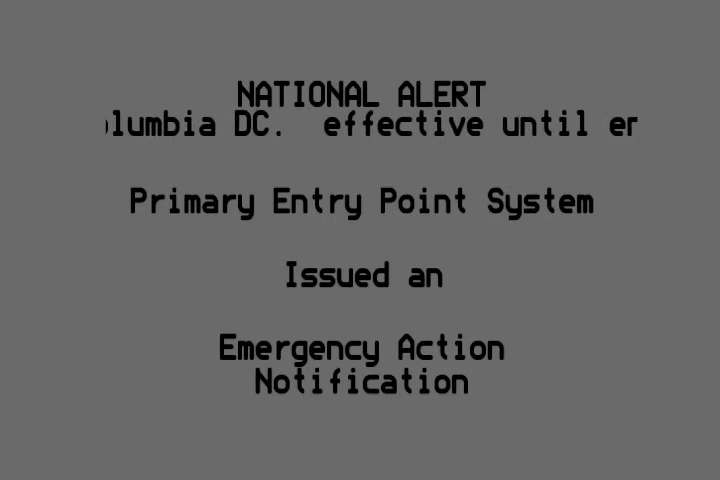 NATIONAL ALERT
olumbia DC. effective until er
Primary Entry Point System
Issued an
Emergency Action
Notification